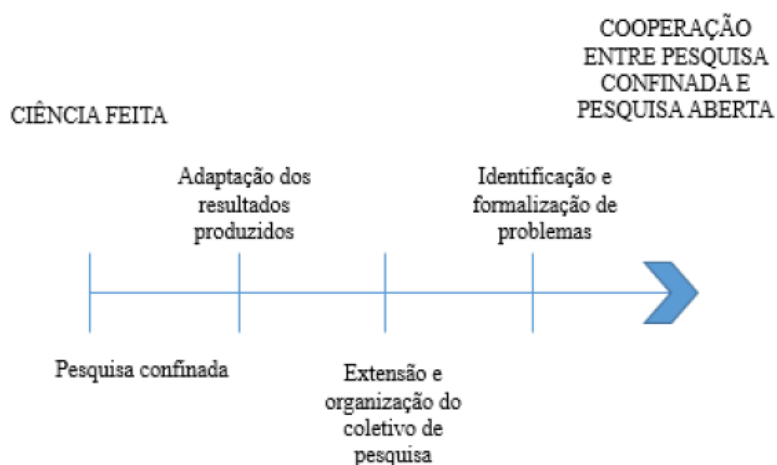 COOPERAÇÃO
ENTRE PESQUISA
CONFINADA E
PESQUISA ABERTA
CIÊNCIA FEITA
Adaptação dos
resultados
produzidos
Identificação e
formalização de
problemas
Pesquisa confinada
Extensão e
organização do
coletivo de
pesquisa